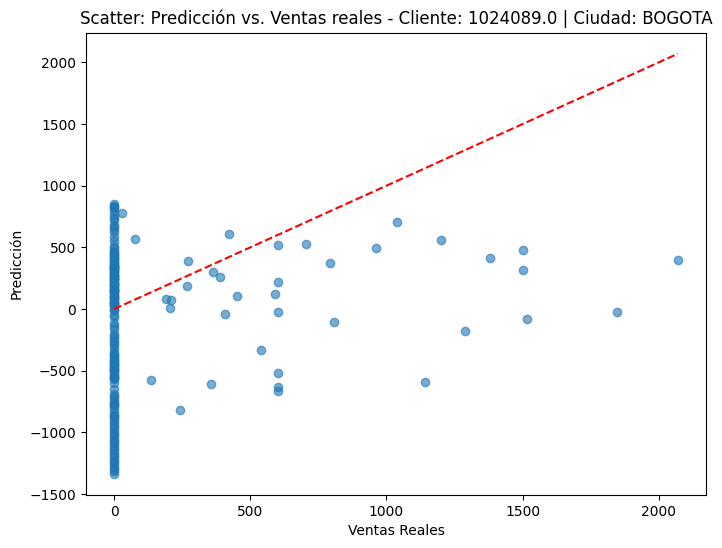 Scatter: Predicción vs. Ventas reales - Cliente: 1024089.0 | Ciudad: BOGOTA
2000
1500
1000
500
0
−500
−1000
−1500
Predicción
0 500 1000 1500 2000
Ventas Reales